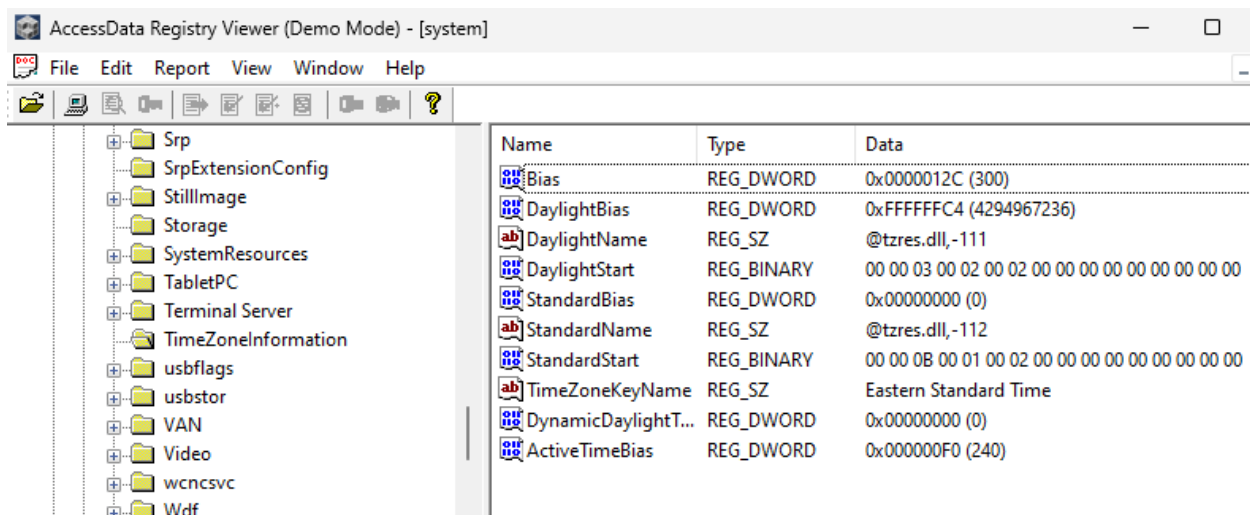 AccessData Registry Viewer (Demo Mode) - [system]
DOC File Edit Report View Window Help
Srp
SrpExtensionConfig
StillImage
Storage
SystemResources
TabletPC
Terminal Server
TimeZoneInformation
usbflags
usbstor
VAN
Video
wcncsvc
Wdf
Name Type Data
Bias REG_DWORD 0x0000012C (300)
DaylightBias REG_DWORD 0xFFFFFFC4 (4294967236)
ab DaylightName REG_SZ @tzres.dll,-111
DaylightStart REG_BINARY 00 00 03 00 02 00 02 00 00 00 00 00 00 00 00 00
StandardBias REG_DWORD 0x00000000 (0)
ab StandardName REG_SZ @tzres.dll,-112
StandardStart REG_BINARY 00 00 0B 00 01 00 02 00 00 00 00 00 00 00 00 00
ab TimeZoneKeyName REG_SZ Eastern Standard Time
DynamicDaylightT... REG_DWORD 0x00000000 (0)
ActiveTimeBias REG_DWORD 0x000000F0 (240)